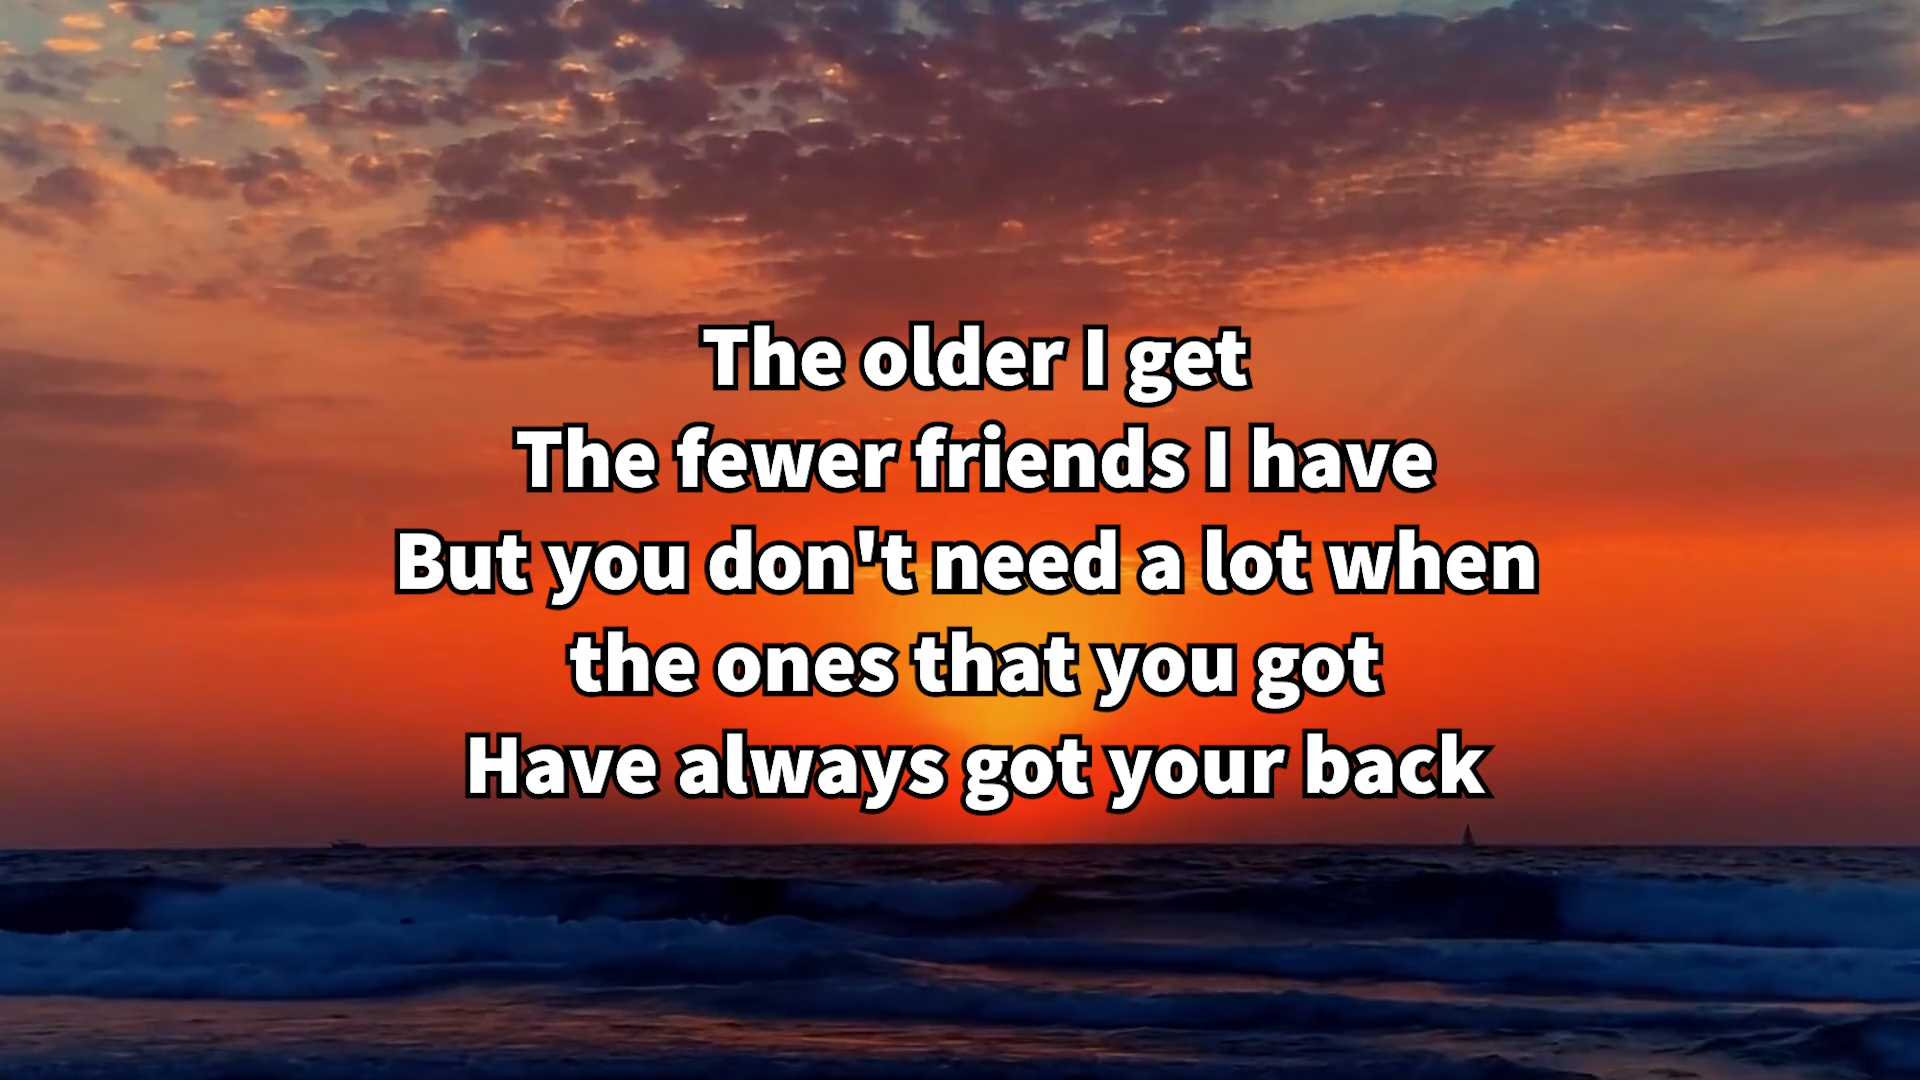 The older I get
The fewer friends I have
But you don't need a lot when
the ones that you got
Have always got your back